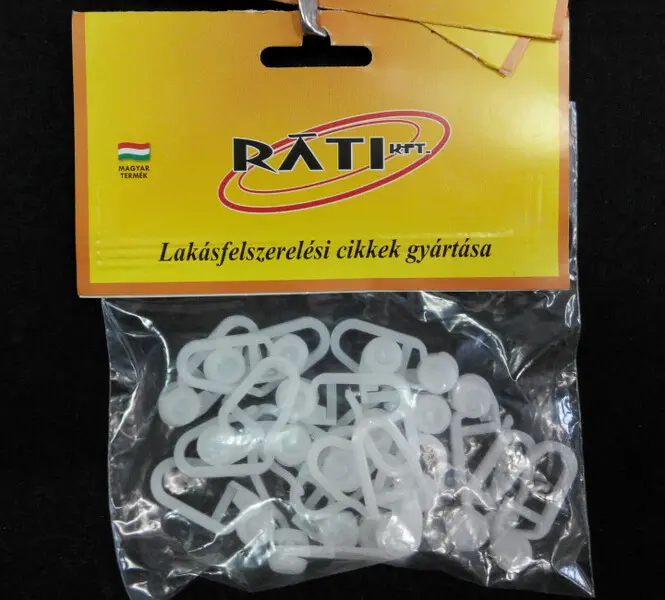 RÁTI KFT.
MAGYAR
TERMÉK
Lakásfelszerelési cikkek gyártása